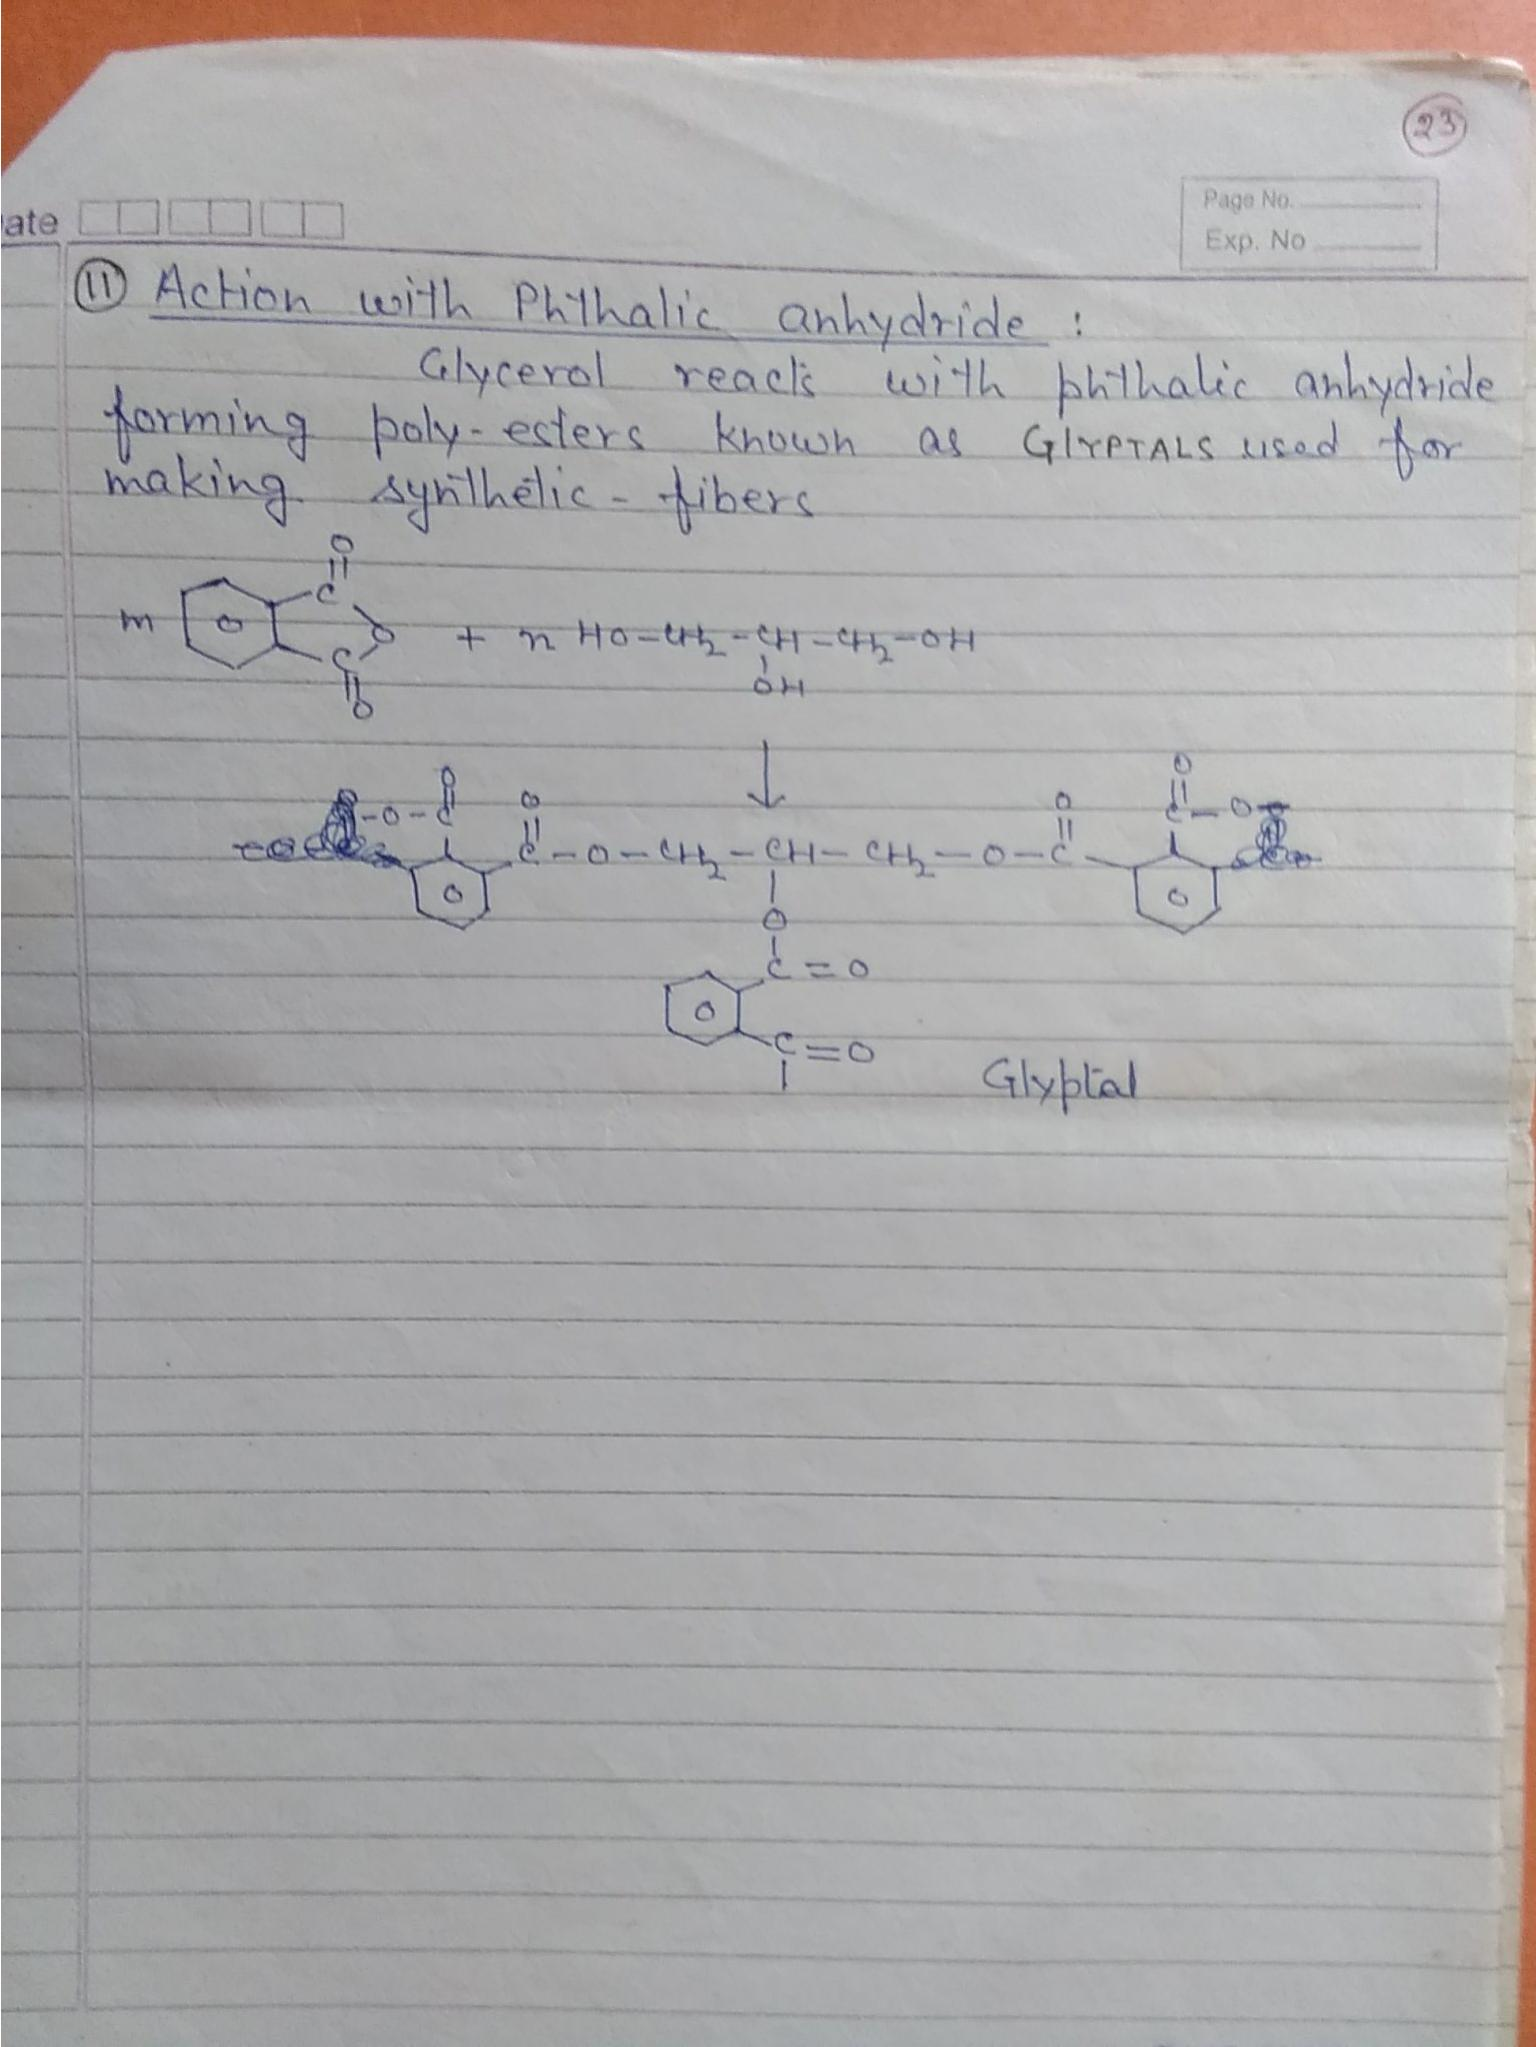 23
ate
Page No.
Exp. No
11 Action with Phthalic anhydride :
Glycerol reacts with phthalic anhydride
forming poly-esters known as GLYPTALS used for
making synthetic-fibers
O
C
m O O + n HO-CH2-CH-CH2-OH
C OH
O
O O
-O-C O O C-O-
C-O-CH2-CH-CH2-O-C
O O O
C=O
O
C=O
Glyptal